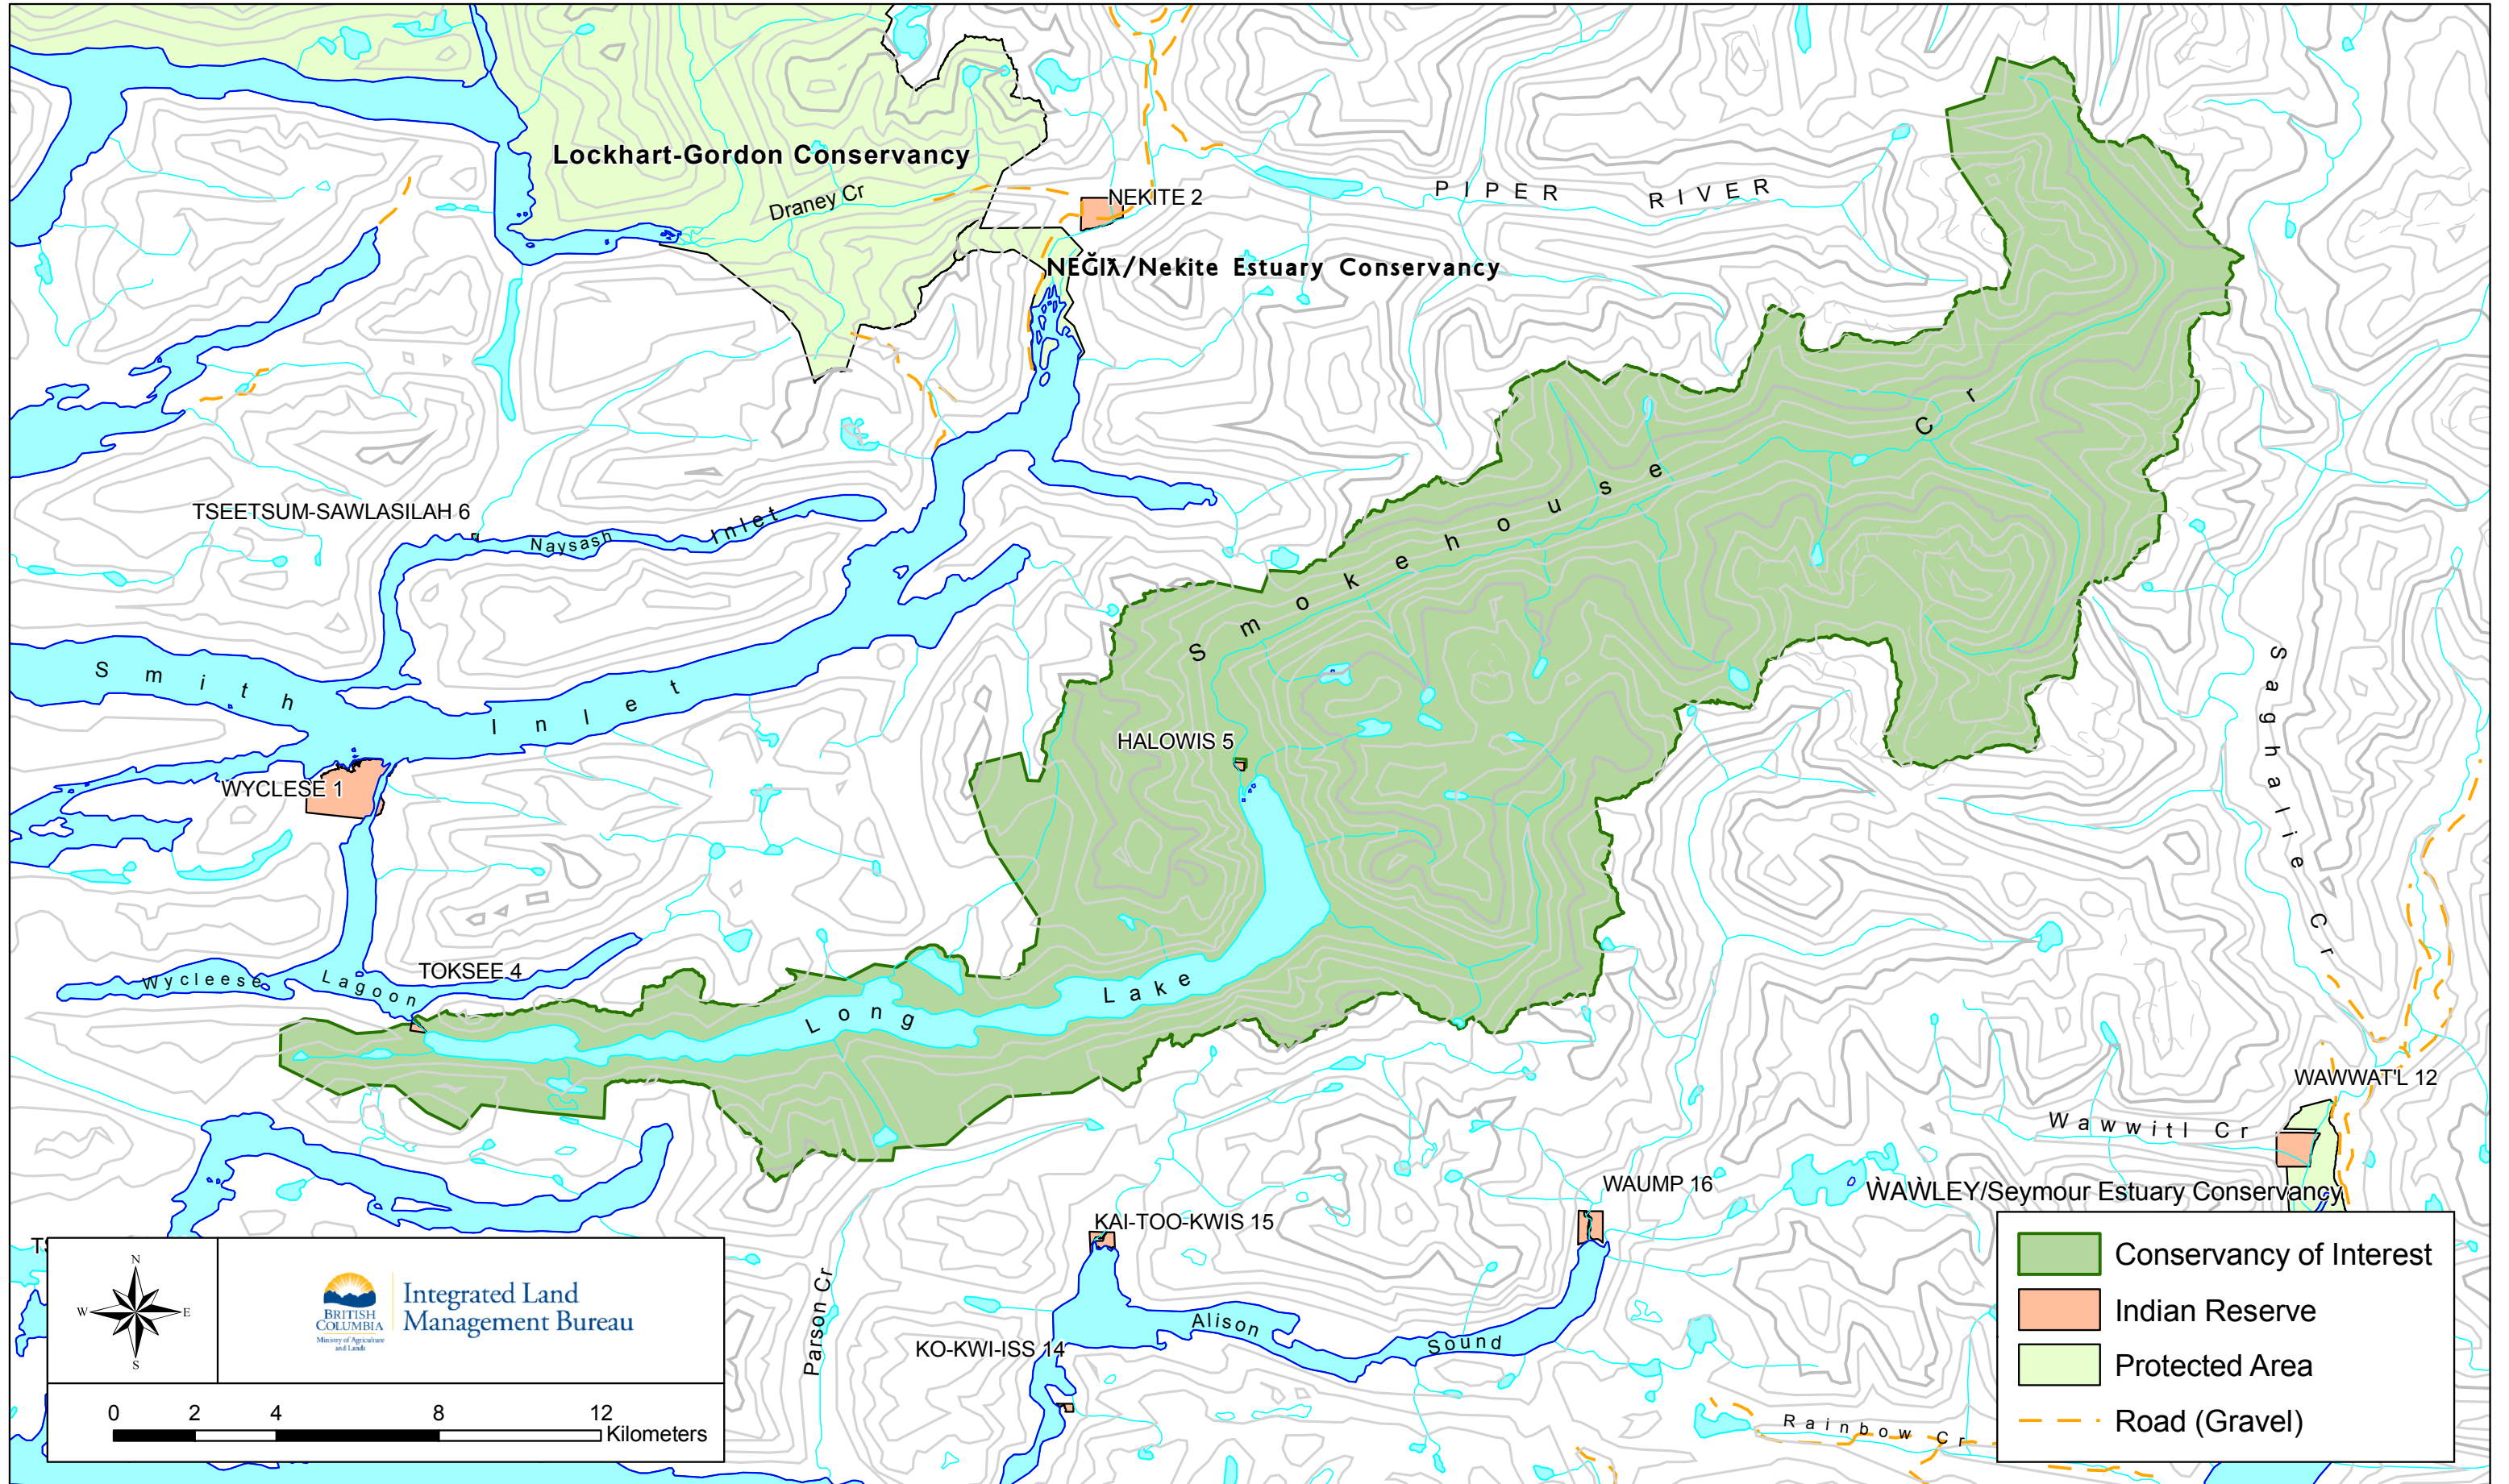 Lockhart-Gordon Conservancy
Draney Cr
NEKITE 2
PIPER RIVER
NEĞIƛ/Nekite Estuary Conservancy
TSEETSUM-SAWLASILAH 6
Naysash Inlet
Smokehouse Cr
Smith Inlet
Saghalie Cr
HALOWIS 5
WYCLESE 1
TOKSEE 4
Wycleese Lagoon
Long Lake
WAWWAT'L 12
Wawwitl Cr
WAUMP 16
ẀAẀLEY/Seymour Estuary Conservancy
KAI-TOO-KWIS 15
Parson Cr
Alison Sound
KO-KWI-ISS 14
Rainbow Cr
N
W E
S
BRITISH
COLUMBIA
Ministry of Agriculture
and Lands
Integrated Land
Management Bureau
0 2 4 8 12
Kilometers
Conservancy of Interest
Indian Reserve
Protected Area
Road (Gravel)